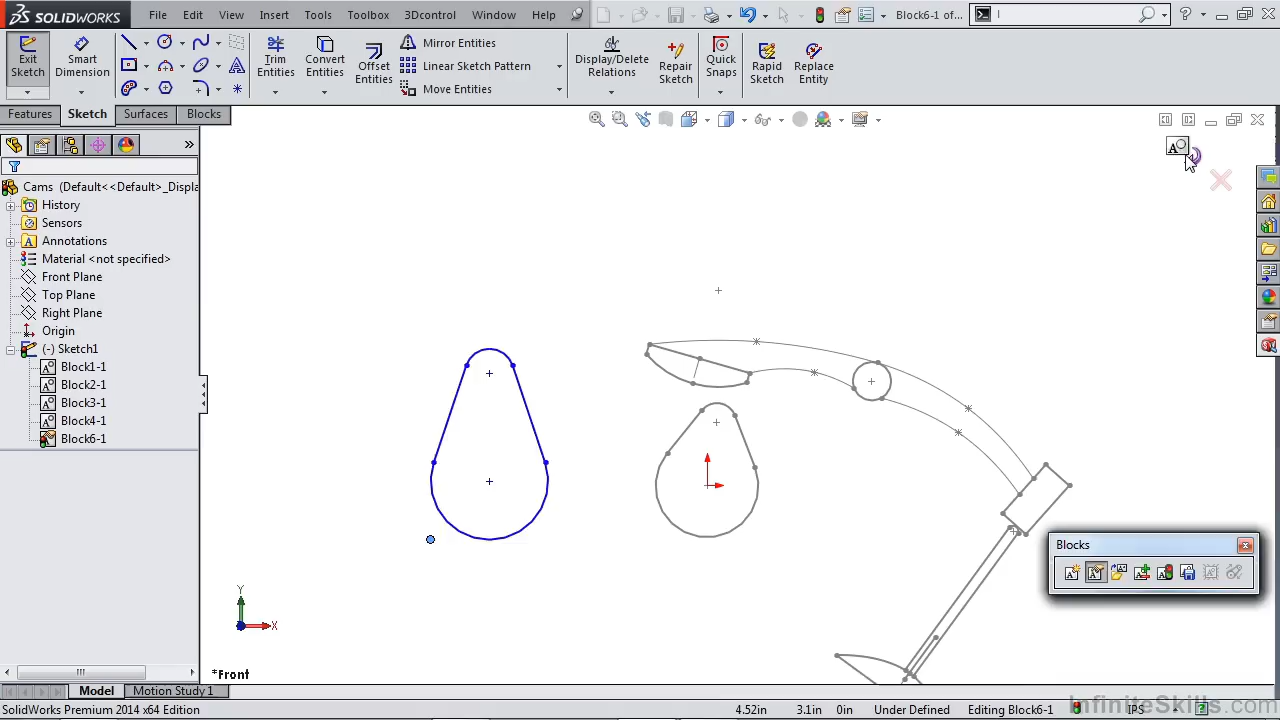 SOLIDWORKS
File Edit View Insert Tools Toolbox 3Dcontrol Window Help
Block6-1 of...
Exit Sketch
Smart Dimension
Trim Entities
Convert Entities
Offset Entities
Mirror Entities
Linear Sketch Pattern
Move Entities
Display/Delete Relations
Repair Sketch
Quick Snaps
Rapid Sketch
Replace Entity
Features Sketch Surfaces Blocks
Cams (Default<<Default>_Displa
History
Sensors
Annotations
Material <not specified>
Front Plane
Top Plane
Right Plane
Origin
(-) Sketch1
Block1-1
Block2-1
Block3-1
Block4-1
Block6-1
Blocks
Y
X
*Front
Model Motion Study 1
SolidWorks Premium 2014 x64 Edition
4.52in 3.1in 0in Under Defined Editing Block6-1 IPS
InfiniteSkills.com